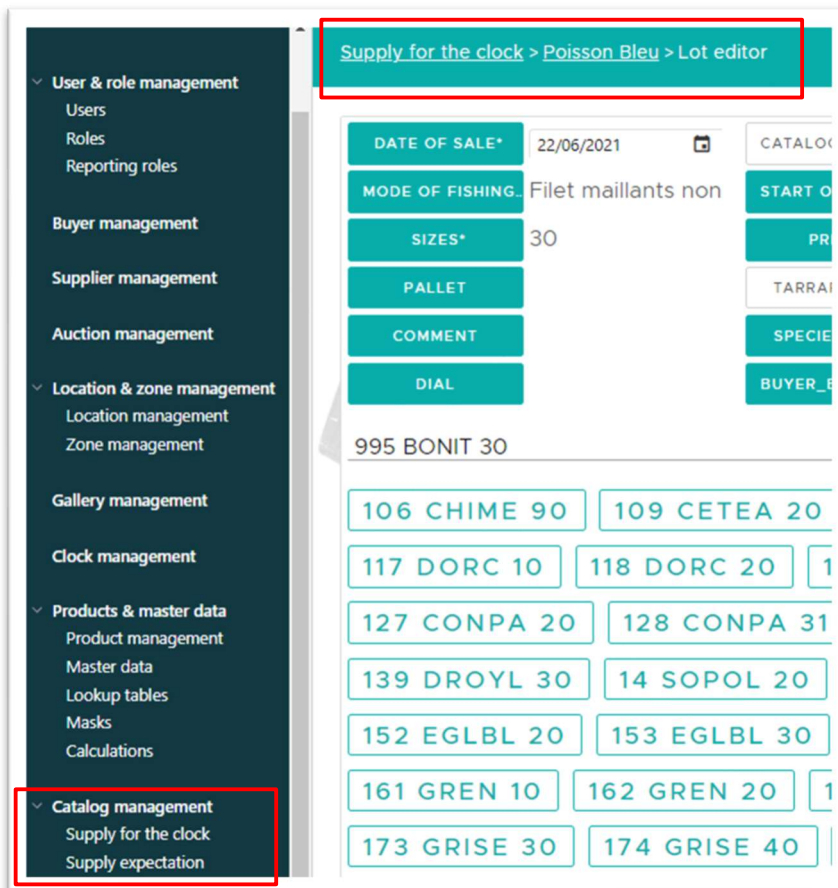 User & role management
Users
Roles
Reporting roles
Buyer management
Supplier management
Auction management
Location & zone management
Location management
Zone management
Gallery management
Clock management
Products & master data
Product management
Master data
Lookup tables
Masks
Calculations
Catalog management
Supply for the clock
Supply expectation
Supply for the clock > Poisson Bleu > Lot editor
DATE OF SALE* 22/06/2021
MODE OF FISHING.. Filet maillants non START O
SIZES* 30
PALLET
COMMENT
DIAL
995 BONIT 30
106 CHIME 90 109 CETEA 20
117 DORC 10 118 DORC 20 1
127 CONPA 20 128 CONPA 31
139 DROYL 30 14 SOPOL 20
152 EGLBL 20 153 EGLBL 30
161 GREN 10 162 GREN 20 1
173 GRISE 30 174 GRISE 40